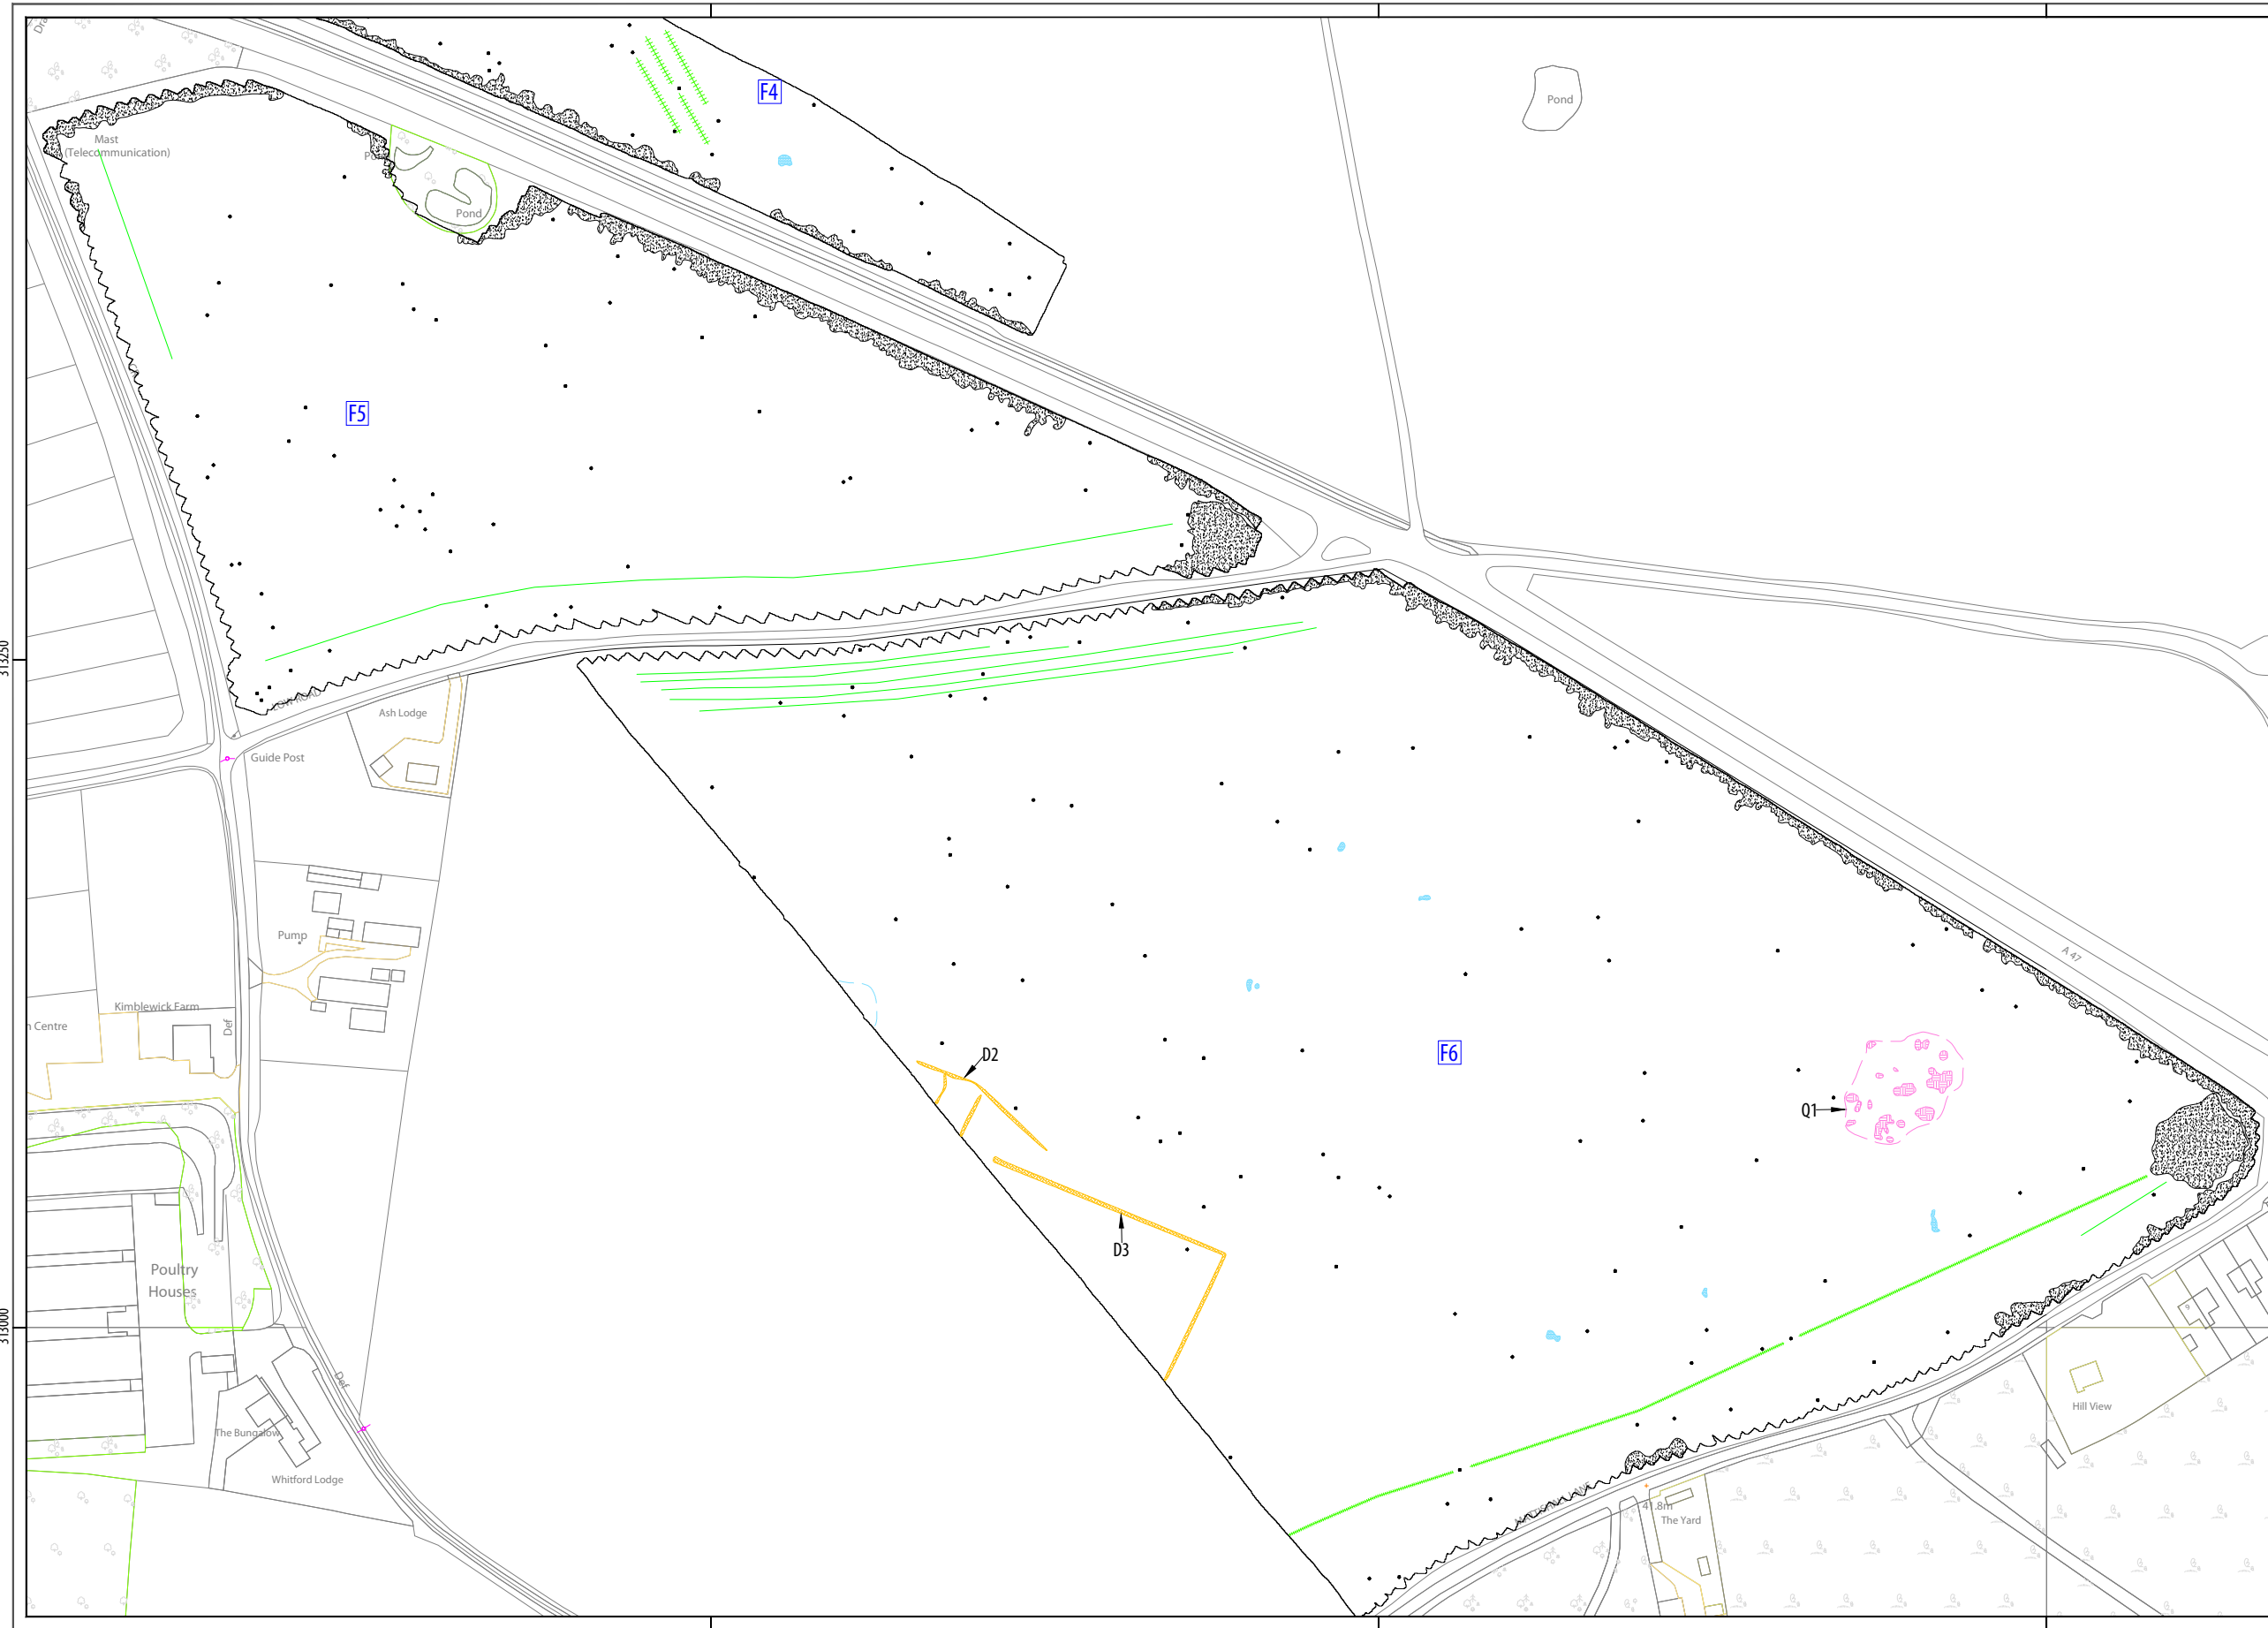 F4
Pond
Mast
(Telecommunication)
Pond
F5
313250
Ash Lodge
Guide Post
Pump
A 47
Kimblewick Farm
n Centre
Def
D2
F6
Q1
D3
Poultry
Houses
313000
9
Def
Hill View
The Bungalow
Whitford Lodge
41.8m
The Yard